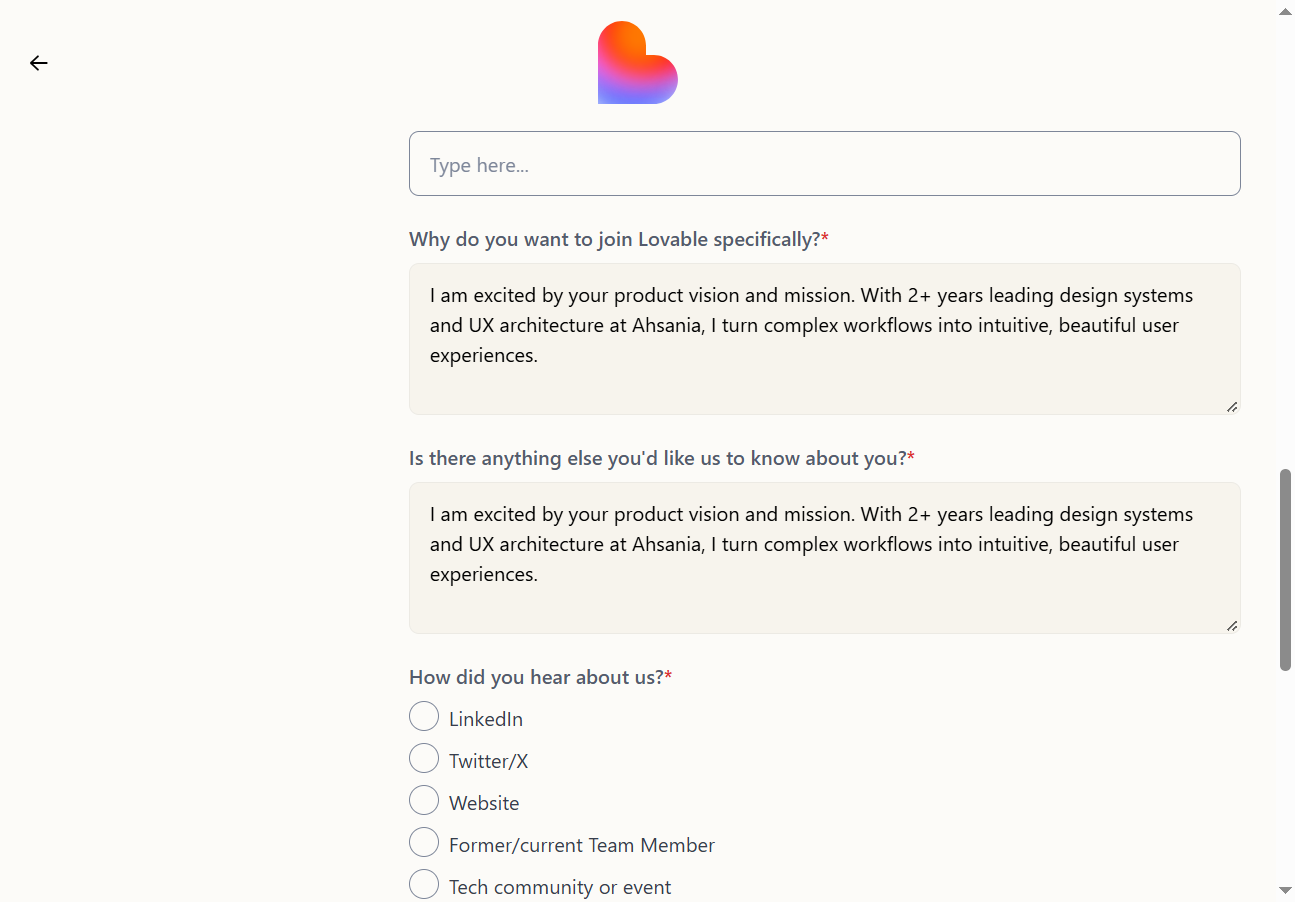 Type here...
Why do you want to join Lovable specifically?*
I am excited by your product vision and mission. With 2+ years leading design systems
and UX architecture at Ahsania, I turn complex workflows into intuitive, beautiful user
experiences.
Is there anything else you'd like us to know about you?*
I am excited by your product vision and mission. With 2+ years leading design systems
and UX architecture at Ahsania, I turn complex workflows into intuitive, beautiful user
experiences.
How did you hear about us?*
LinkedIn
Twitter/X
Website
Former/current Team Member
Tech community or event